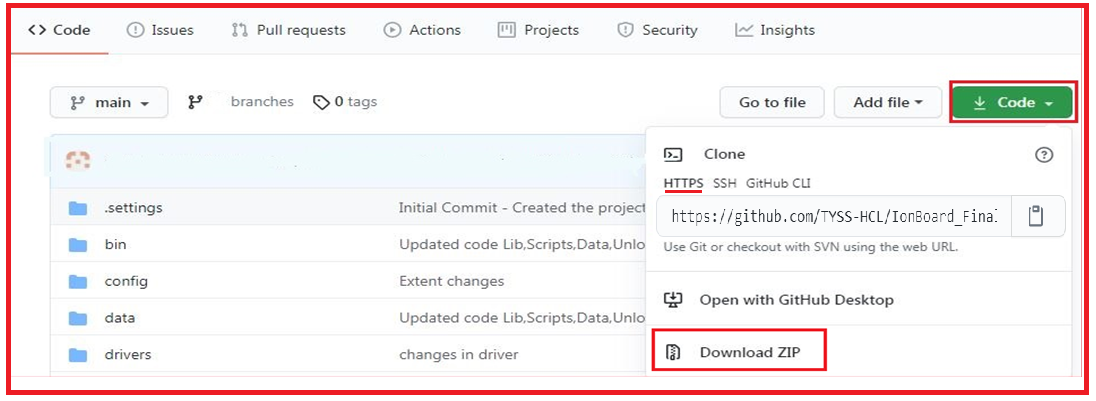 <> Code Issues Pull requests Actions Projects Security Insights
main branches 0 tags Go to file Add file Code
Clone
HTTPS SSH GitHub CLI
https://github.com/TYSS-HCL/IonBoard_Final
Use Git or checkout with SVN using the web URL.
Open with GitHub Desktop
Download ZIP
.settings Initial Commit - Created the project
bin Updated code Lib,Scripts,Data,Unlo
config Extent changes
data Updated code Lib,Scripts,Data,Unlo
drivers changes in driver